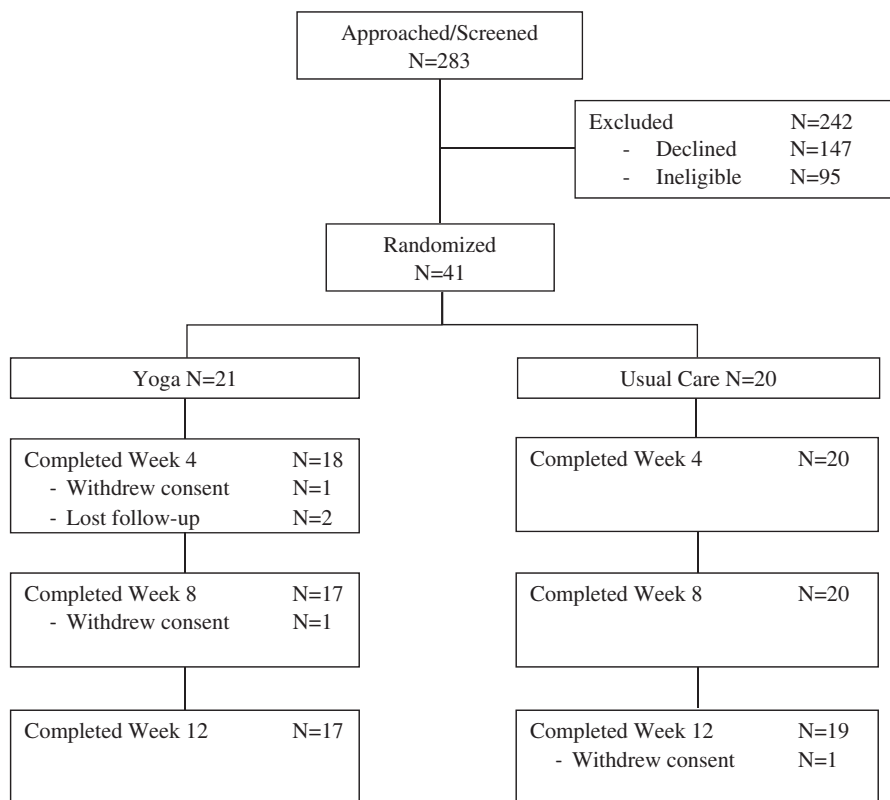 Approached/Screened
N=283
Excluded N=242
- Declined N=147
- Ineligible N=95
Randomized
N=41
Yoga N=21
Usual Care N=20
Completed Week 4 N=18
- Withdrew consent N=1
- Lost follow-up N=2
Completed Week 4 N=20
Completed Week 8 N=17
- Withdrew consent N=1
Completed Week 8 N=20
Completed Week 12 N=17
Completed Week 12 N=19
- Withdrew consent N=1